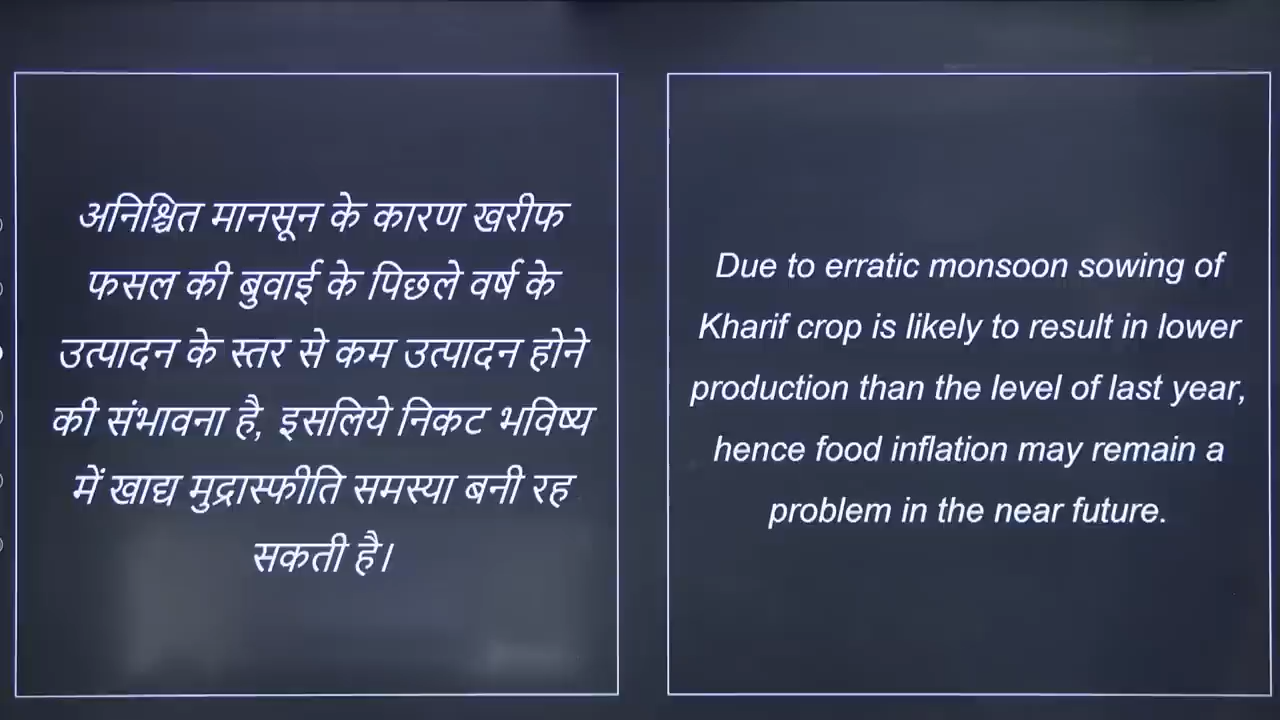 अनिश्चित मानसून के कारण खरीफ
फसल की बुवाई के पिछले वर्ष के
उत्पादन के स्तर से कम उत्पादन होने
की संभावना है, इसलिये निकट भविष्य
में खाद्य मुद्रास्फीति समस्या बनी रह
सकती है।
Due to erratic monsoon sowing of
Kharif crop is likely to result in lower
production than the level of last year,
hence food inflation may remain a
problem in the near future.